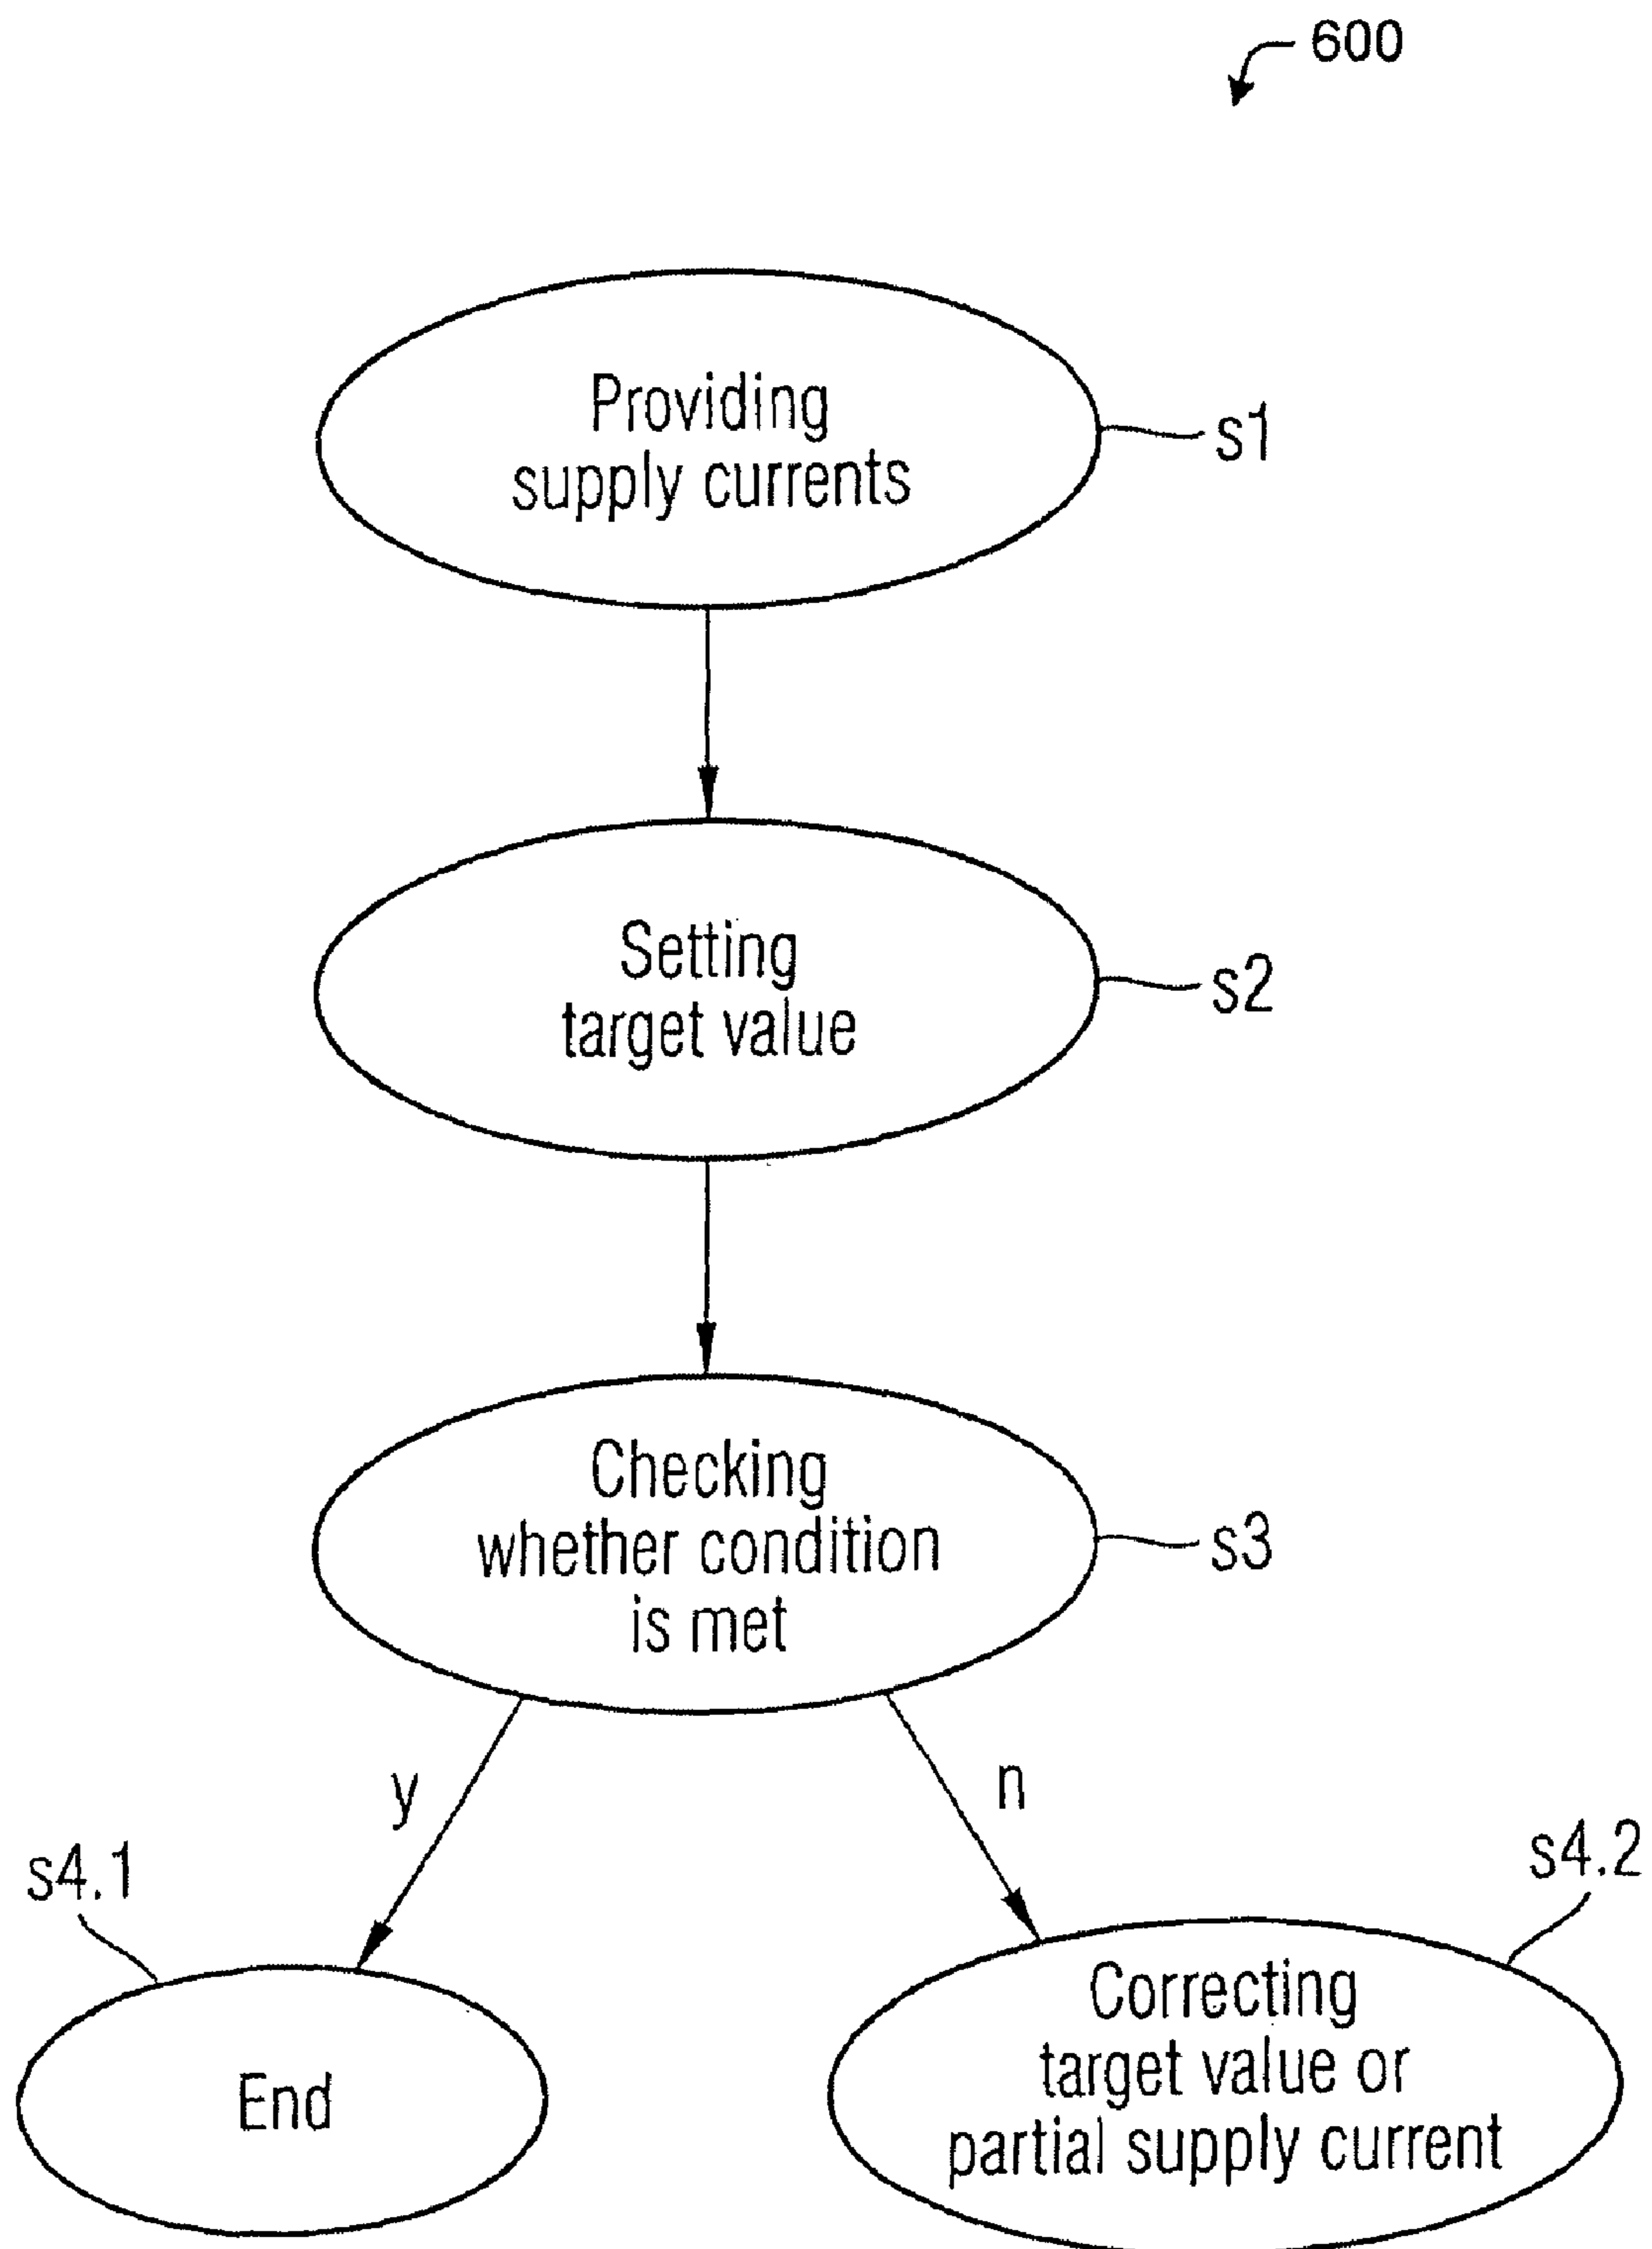 600
Providing
supply currents
s1
Setting
target value
s2
Checking
whether condition
is met
s3
y
n
s4.1
s4.2
End
Correcting
target value or
partial supply current